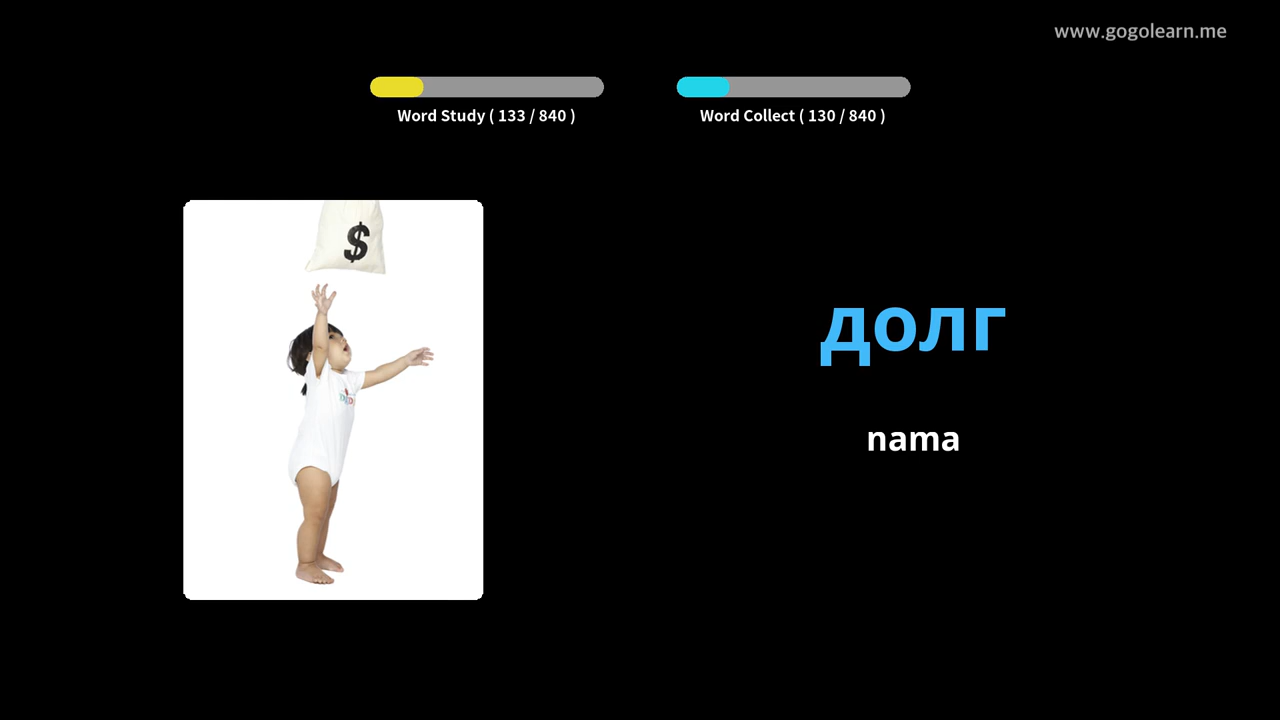 www.gogolearn.me
Word Study ( 133 / 840 )
Word Collect ( 130 / 840 )
$
долг
nama